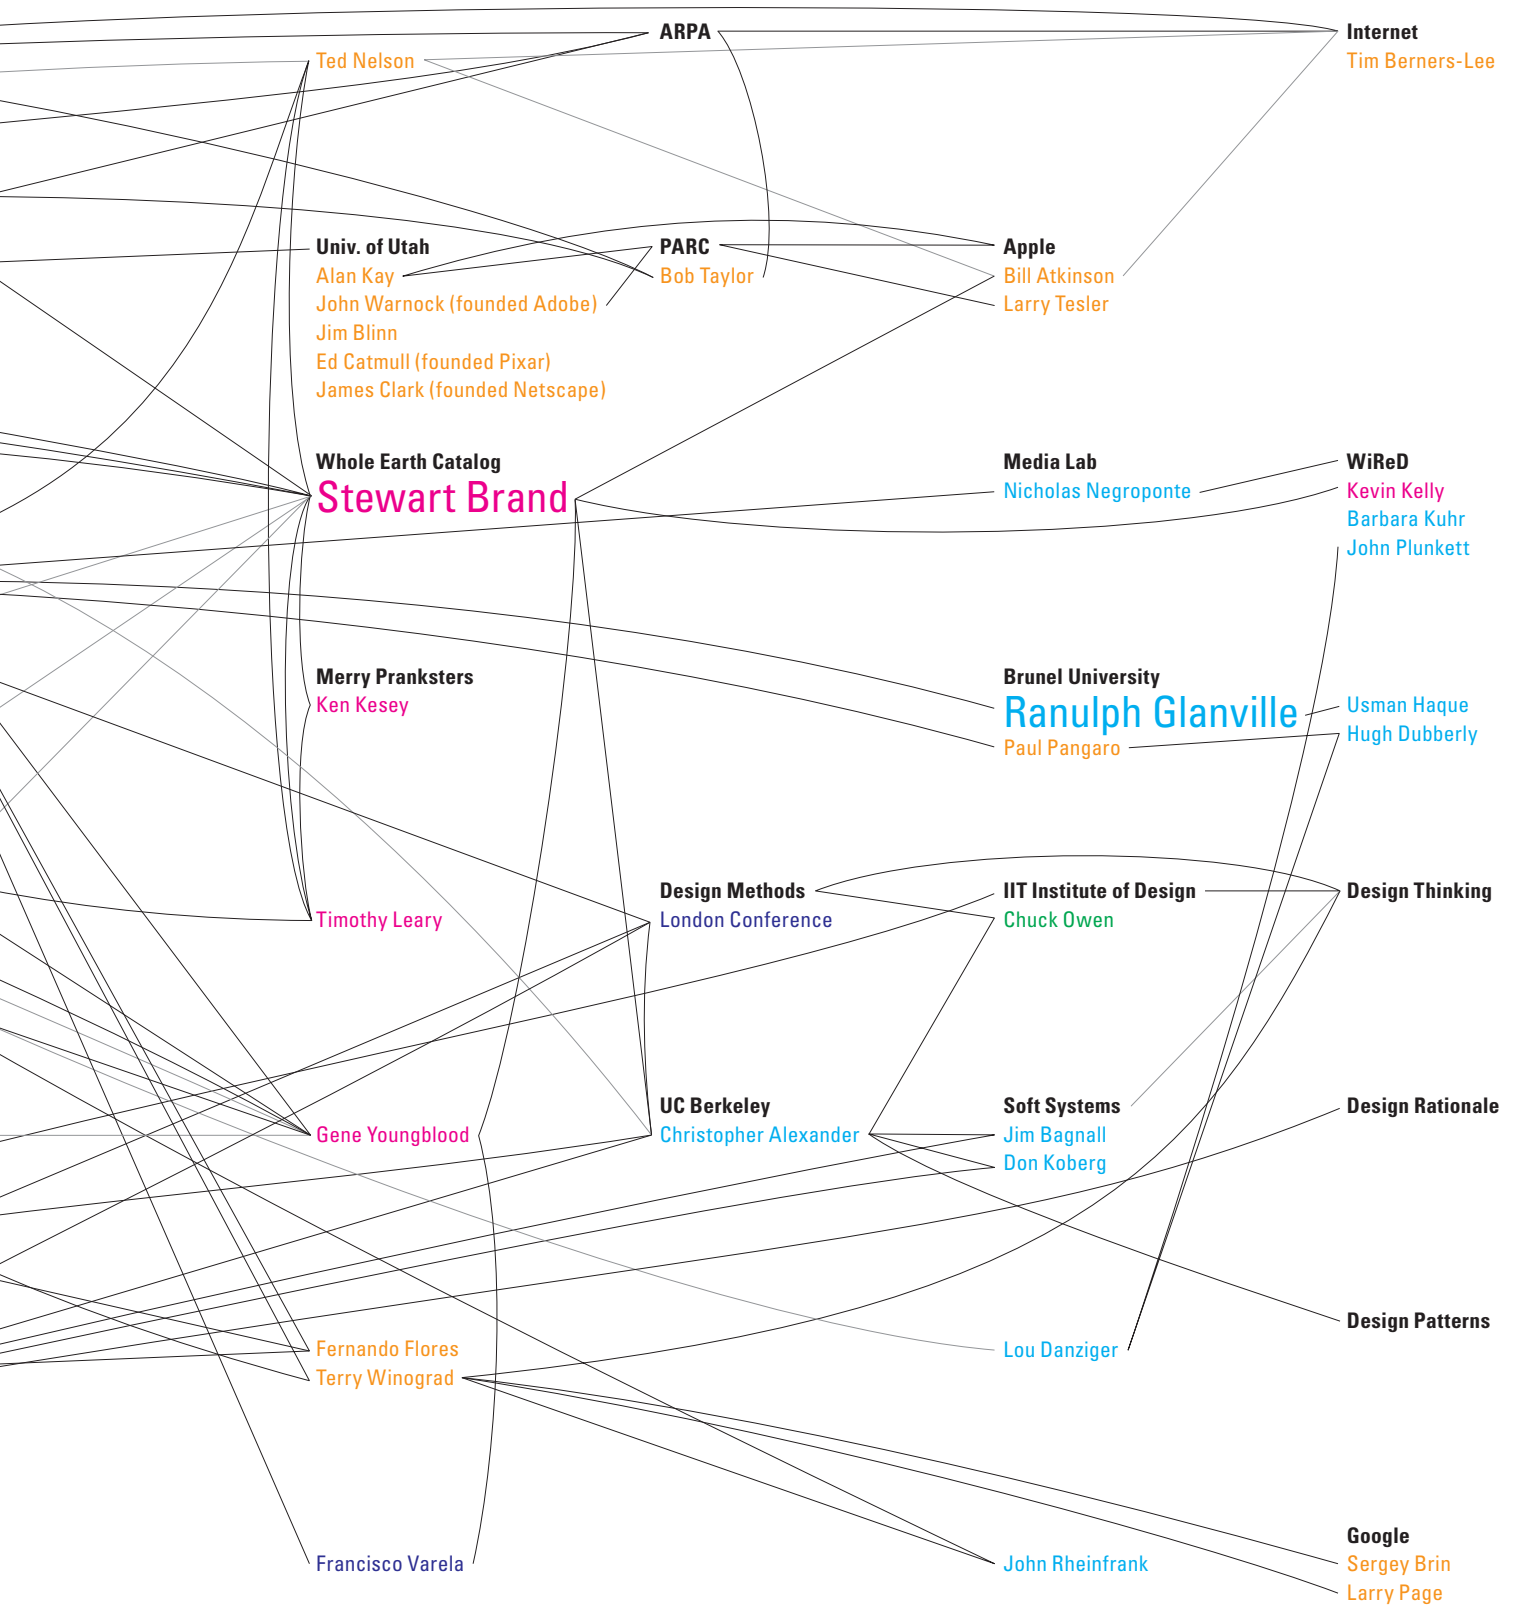 ARPA
Internet
Ted Nelson
Tim Berners-Lee
Univ. of Utah
PARC
Apple
Alan Kay
Bob Taylor
Bill Atkinson
John Warnock (founded Adobe)
Larry Tesler
Jim Blinn
Ed Catmull (founded Pixar)
James Clark (founded Netscape)
Whole Earth Catalog
Media Lab
WiReD
Stewart Brand
Nicholas Negroponte
Kevin Kelly
Barbara Kuhr
John Plunkett
Merry Pranksters
Brunel University
Ken Kesey
Ranulph Glanville
Usman Haque
Paul Pangaro
Hugh Dubberly
Design Methods
IIT Institute of Design
Design Thinking
Timothy Leary
London Conference
Chuck Owen
UC Berkeley
Soft Systems
Design Rationale
Gene Youngblood
Christopher Alexander
Jim Bagnall
Don Koberg
Design Patterns
Fernando Flores
Lou Danziger
Terry Winograd
Google
Francisco Varela
John Rheinfrank
Sergey Brin
Larry Page